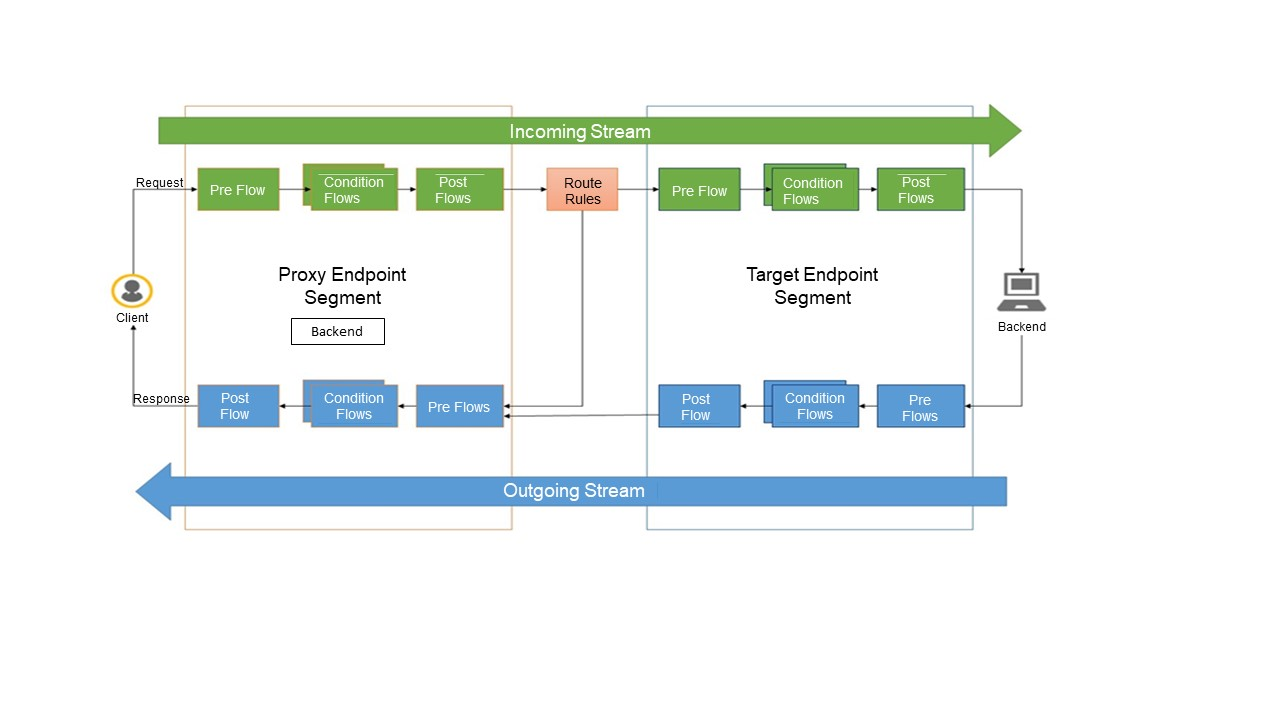 Incoming Stream
Request
Pre Flow
Condition
Flows
Post
Flows
Route
Rules
Pre Flow
Condition
Flows
Post
Flows
Proxy Endpoint
Segment
Target Endpoint
Segment
Client
Backend
Backend
Response
Post
Flow
Condition
Flows
Pre Flows
Post
Flow
Condition
Flows
Pre
Flows
Outgoing Stream